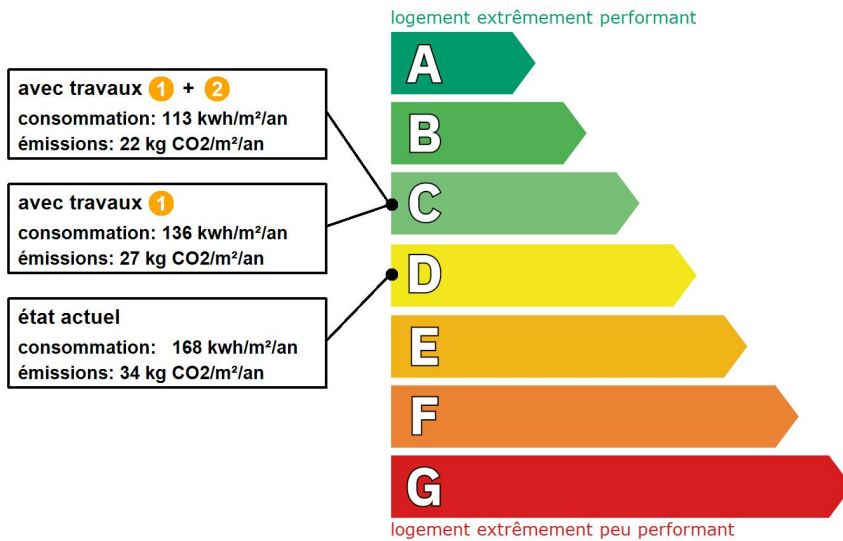 logement extrêmement performant
avec travaux 1 + 2
consommation: 113 kwh/m²/an
émissions: 22 kg CO2/m²/an
avec travaux 1
consommation: 136 kwh/m²/an
émissions: 27 kg CO2/m²/an
état actuel
consommation: 168 kwh/m²/an
émissions: 34 kg CO2/m²/an
A
B
C
D
E
F
G
logement extrêmement peu performant